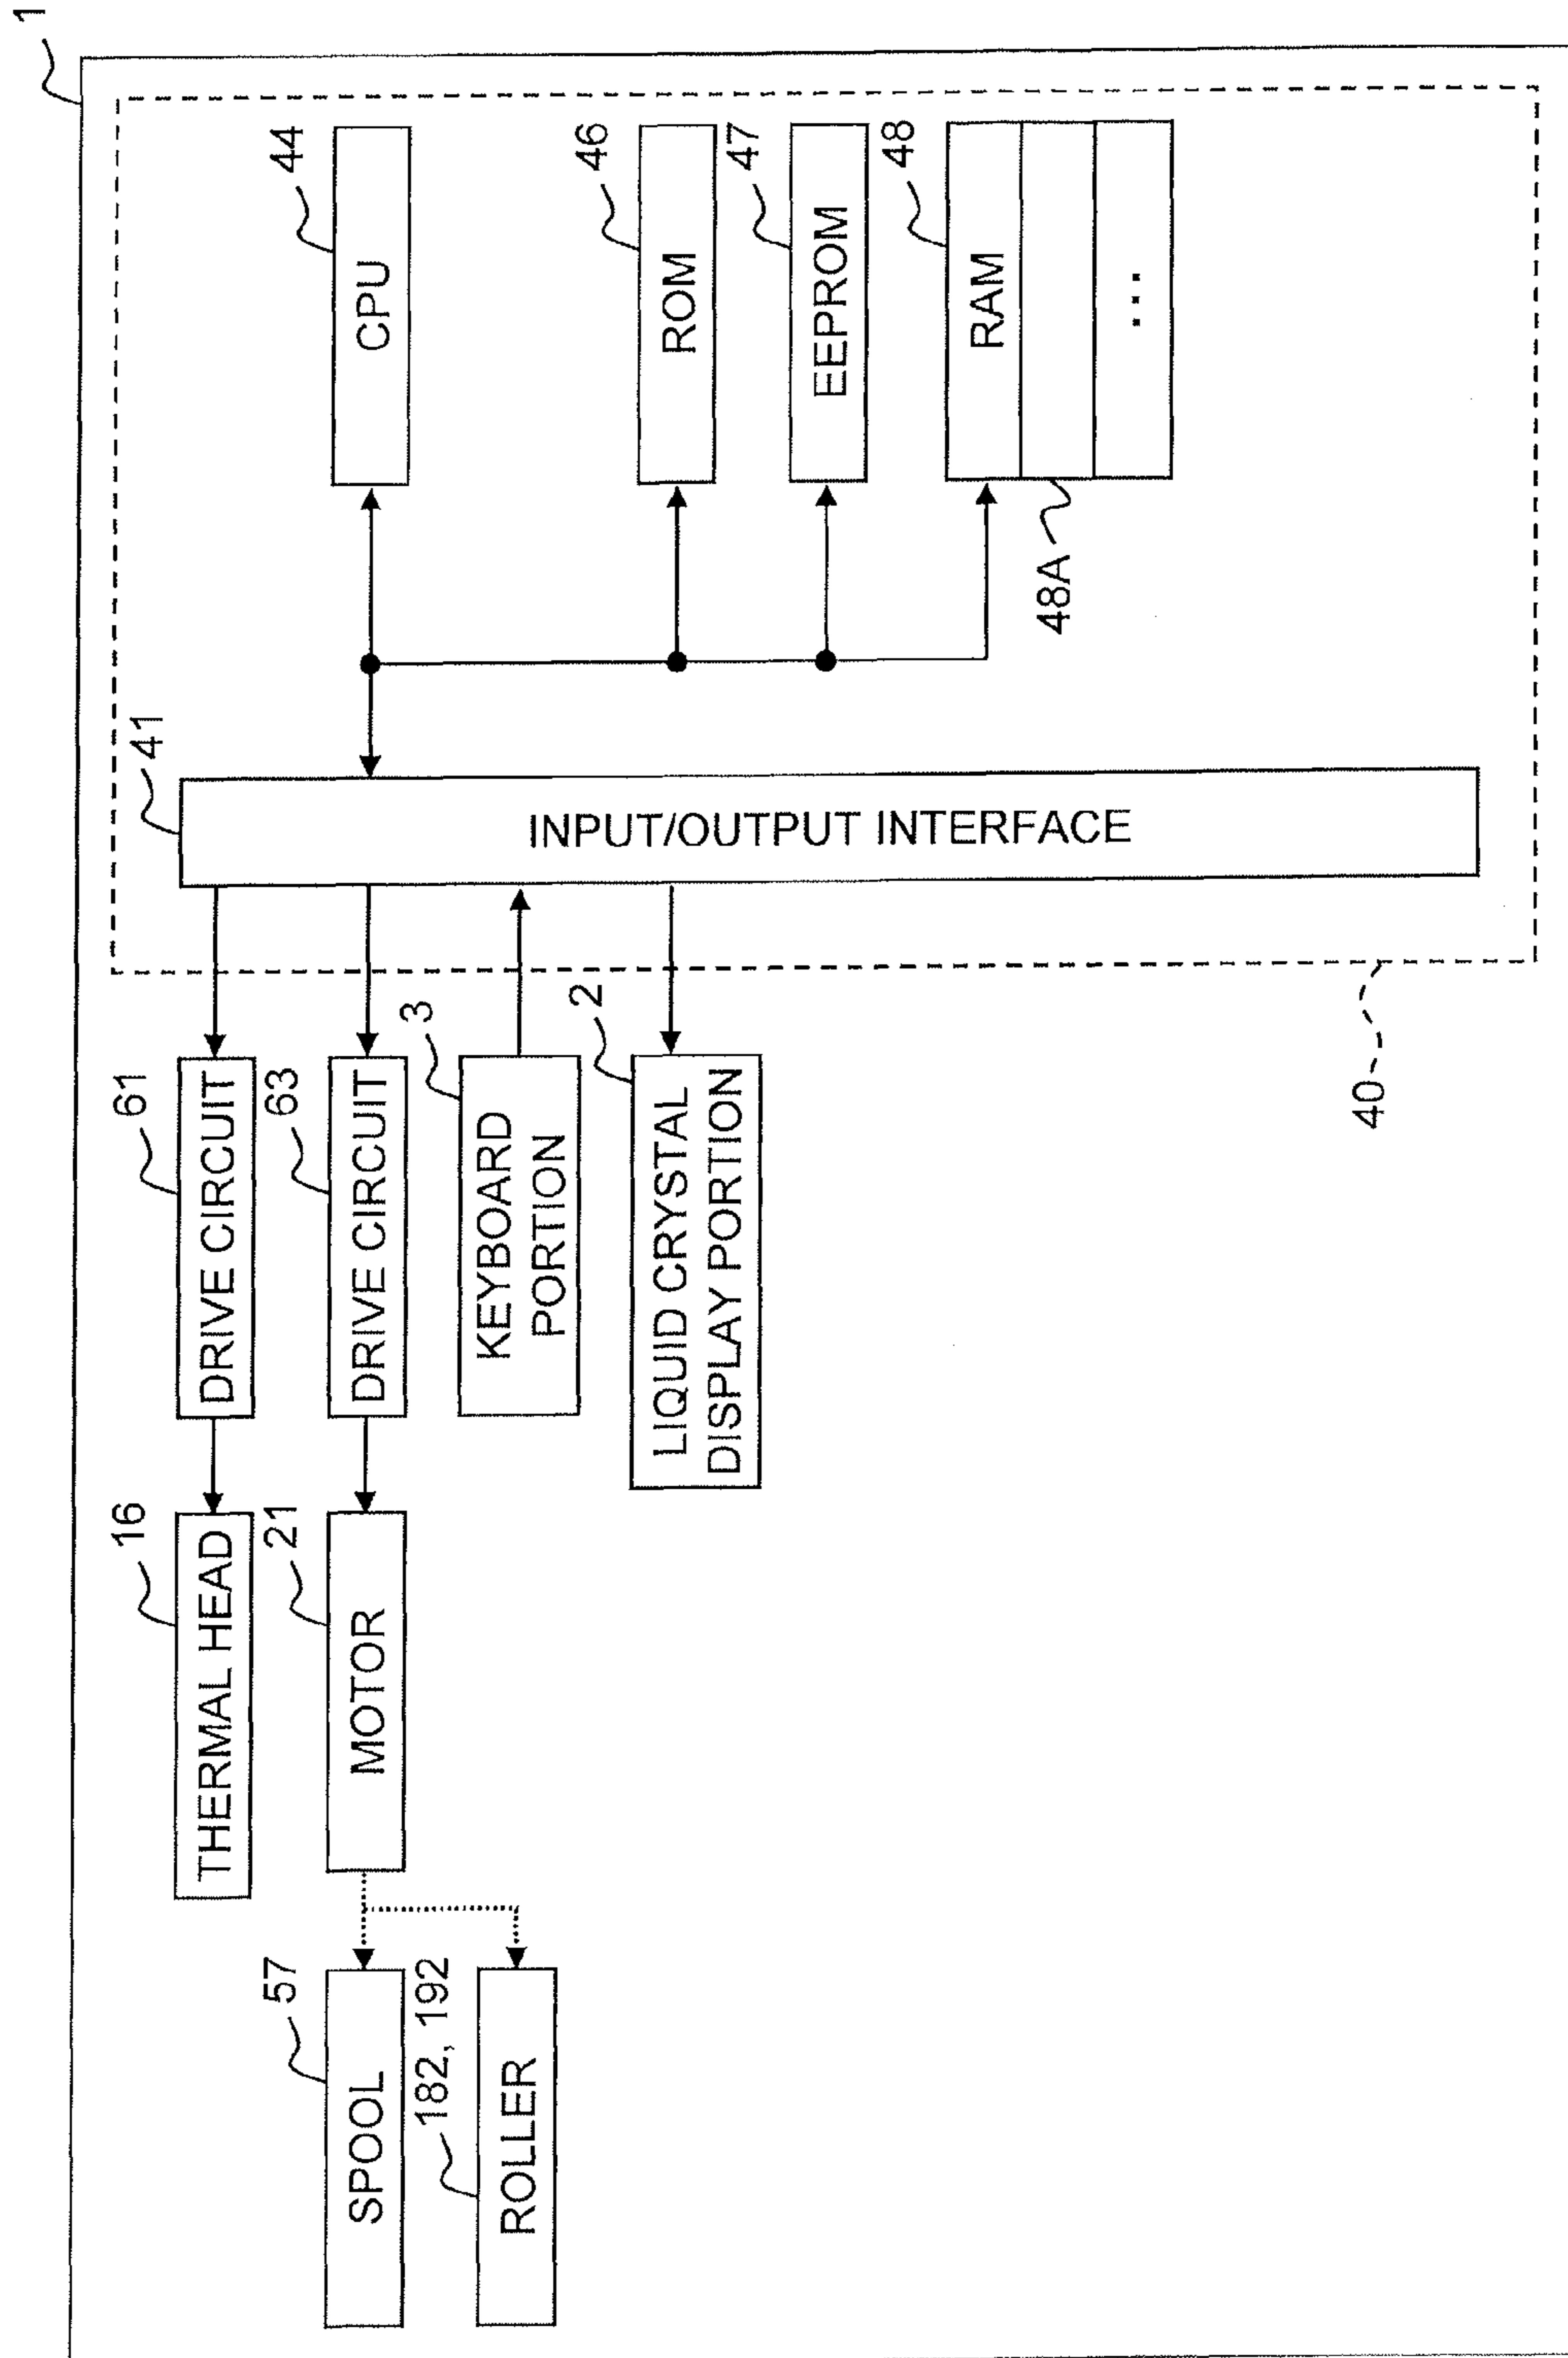 1
57
SPOOL
182, 192
ROLLER
16
THERMAL HEAD
21
MOTOR
61
DRIVE CIRCUIT
63
DRIVE CIRCUIT
3
KEYBOARD
PORTION
2
LIQUID CRYSTAL
DISPLAY PORTION
40
41
INPUT/OUTPUT INTERFACE
44
CPU
46
ROM
47
EEPROM
48
RAM
48A
...